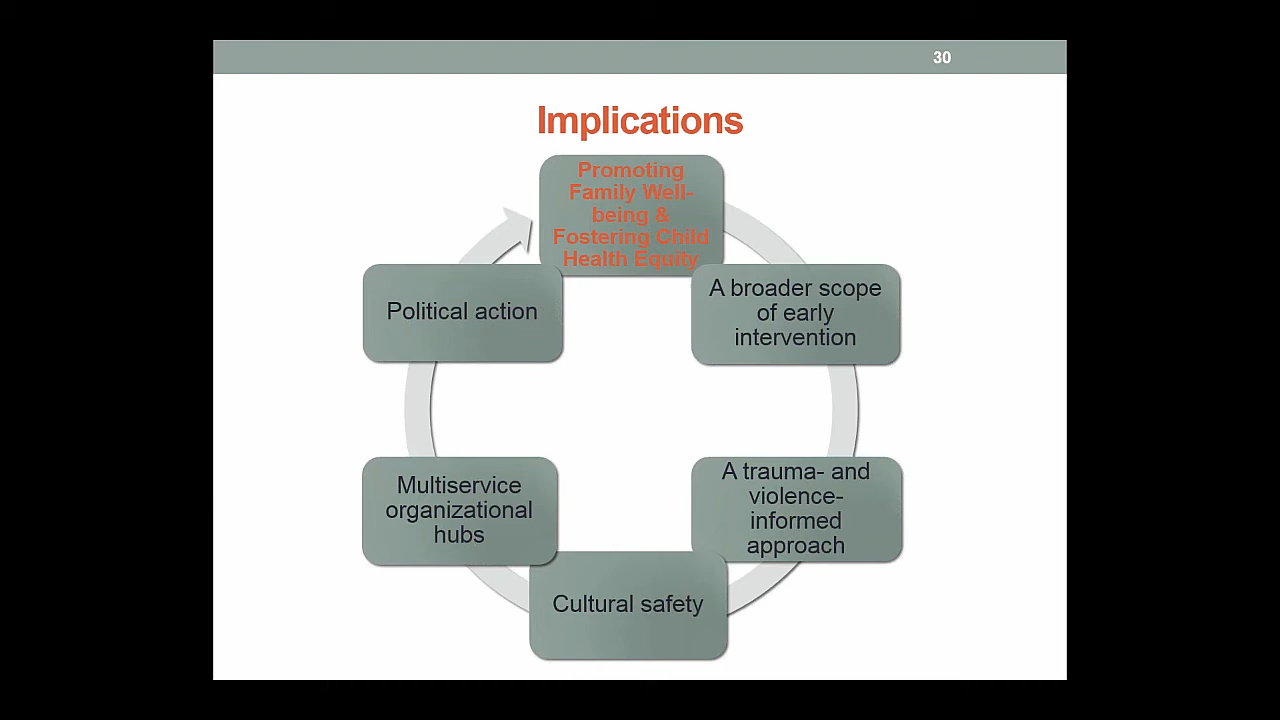 30
Implications
Promoting
Family Well-
being &
Fostering Child
Health Equity
A broader scope
of early
intervention
A trauma- and
violence-
informed
approach
Cultural safety
Multiservice
organizational
hubs
Political action